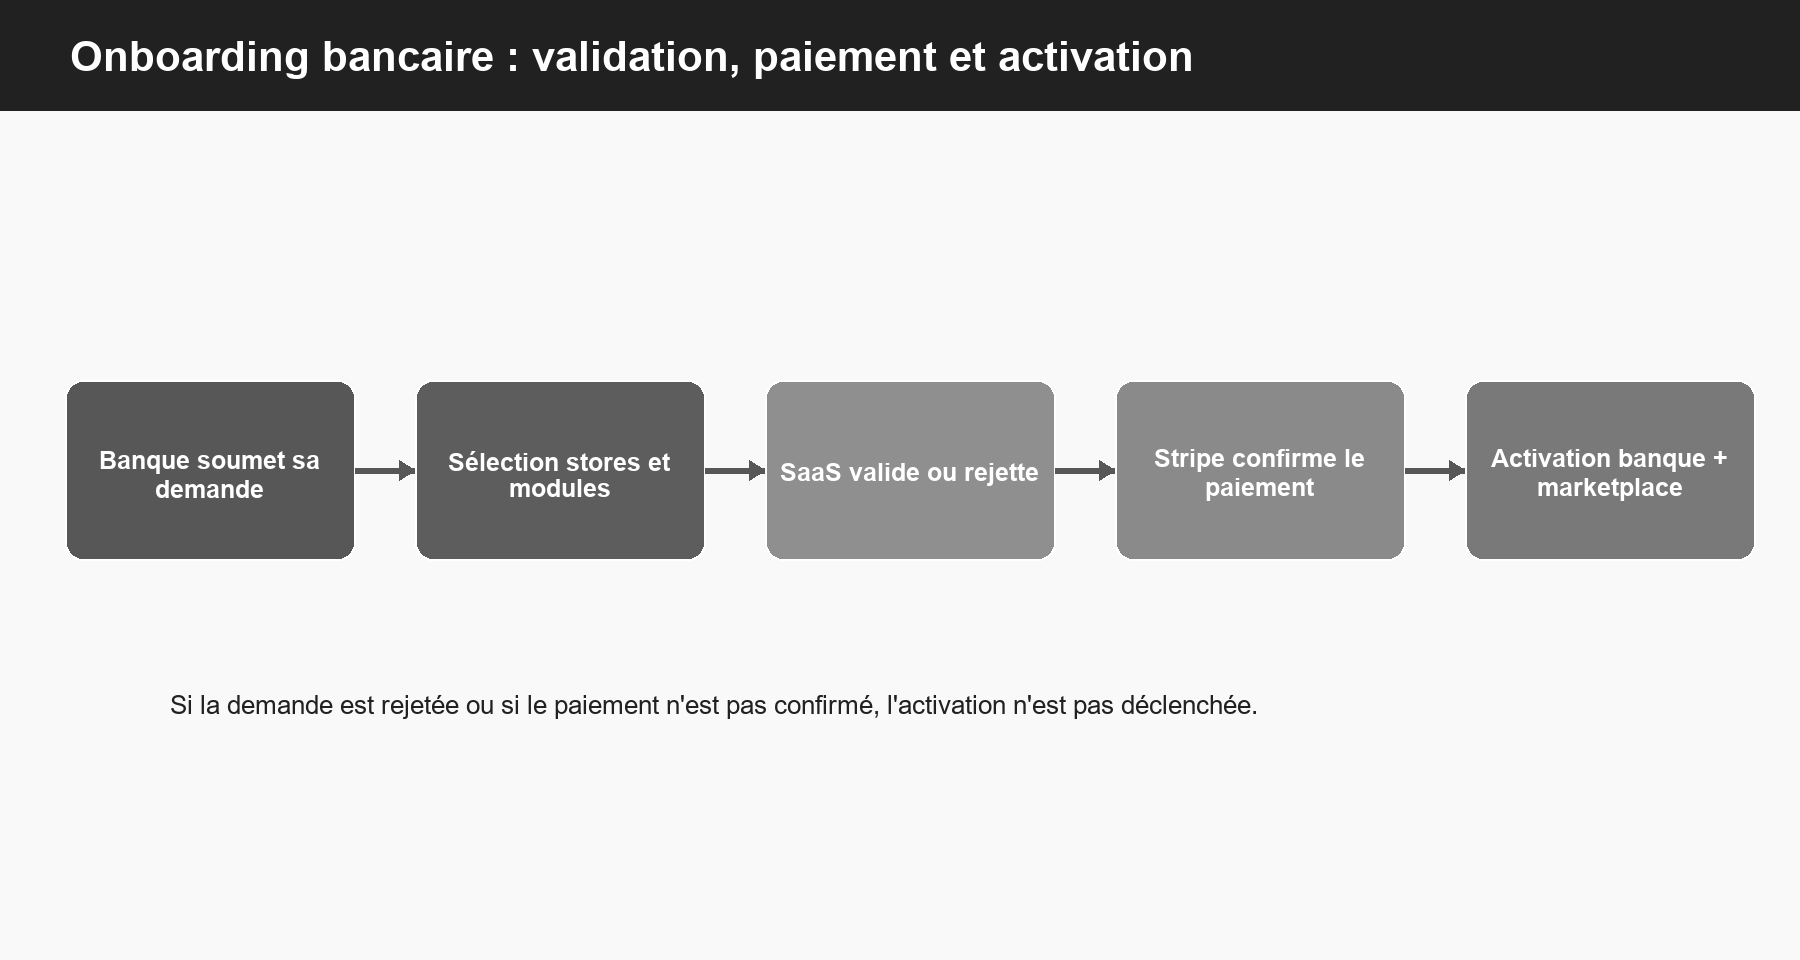 Onboarding bancaire : validation, paiement et activation
Banque soumet sa
demande
Sélection stores et
modules
SaaS valide ou rejette
Stripe confirme le
paiement
Activation banque +
marketplace
Si la demande est rejetée ou si le paiement n'est pas confirmé, l'activation n'est pas déclenchée.